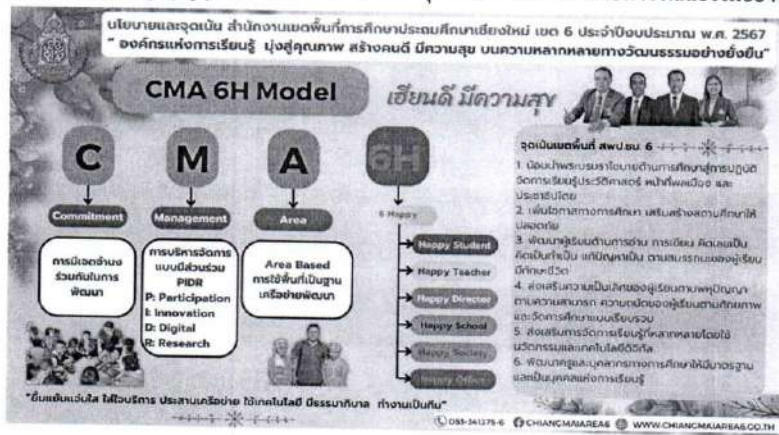 นโยบายและจุดเน้น สำนักงานเขตพื้นที่การศึกษาประถมศึกษาเชียงใหม่ เขต 6 ประจำปีงบประมาณ พ.ศ. 2567
“ องค์กรแห่งการเรียนรู้ มุ่งสู่คุณภาพ สร้างคนดี มีความสุข บนความหลากหลายทางวัฒนธรรมอย่างยั่งยืน”
CMA 6H Model
เฮียนดี มีความสุข
C
M
A
6H
Commitment
Management
Area
6 Happy
การมีเจตจำนง
ร่วมกันในการ
พัฒนา
การบริหารจัดการ
แบบมีส่วนร่วม
PIDR
P: Participation
I: Innovation
D: Digital
R: Research
Area Based
การใช้พื้นที่เป็นฐาน
เครือข่ายพัฒนา
Happy Student
Happy Teacher
Happy Director
Happy School
Happy Society
Happy Office
จุดเน้นเขตพื้นที่ สพป.ชม. 6
1. น้อมนำพระบรมราโชบายด้านการศึกษาสู่การปฏิบัติ
จัดการเรียนรู้ประวัติศาสตร์ หน้าที่พลเมือง และ
ประชาธิปไตย
2. เพิ่มโอกาสทางการศึกษา เสริมสร้างสถานศึกษาให้
ปลอดภัย
3. พัฒนาผู้เรียนด้านการอ่าน การเขียน คิดเลขเป็น
คิดเป็นทำเป็น แก้ปัญหาเป็น ตามสมรรถนะของผู้เรียน
มีทักษะชีวิต
4. ส่งเสริมความเป็นเลิศของผู้เรียนตามพหุปัญญา
ตามความสามารถ ความถนัดของผู้เรียนตามศักยภาพ
และจัดการศึกษาแบบเรียนรวม
5. ส่งเสริมการจัดการเรียนรู้ที่หลากหลายโดยใช้
นวัตกรรมและเทคโนโลยีดิจิทัล
6. พัฒนาครูและบุคลากรทางการศึกษาให้มีมาตรฐาน
และเป็นบุคคลแห่งการเรียนรู้
“ยิ้มแย้มแจ่มใส ใส่ใจบริการ ประสานเครือข่าย ใช้เทคโนโลยี มีธรรมาภิบาล ทำงานเป็นทีม”
053-341275-6 CHIANGMAIAREA6 WWW.CHIANGMAIAREA6.GO.TH